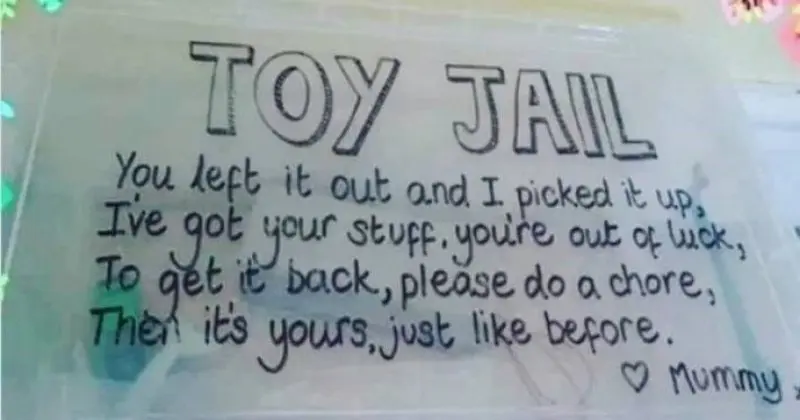 TOY JAIL
You left it out and I picked it up,
I've got your stuff, you're out of luck,
To get it back, please do a chore,
Then it's yours, just like before.
♡ Mummy